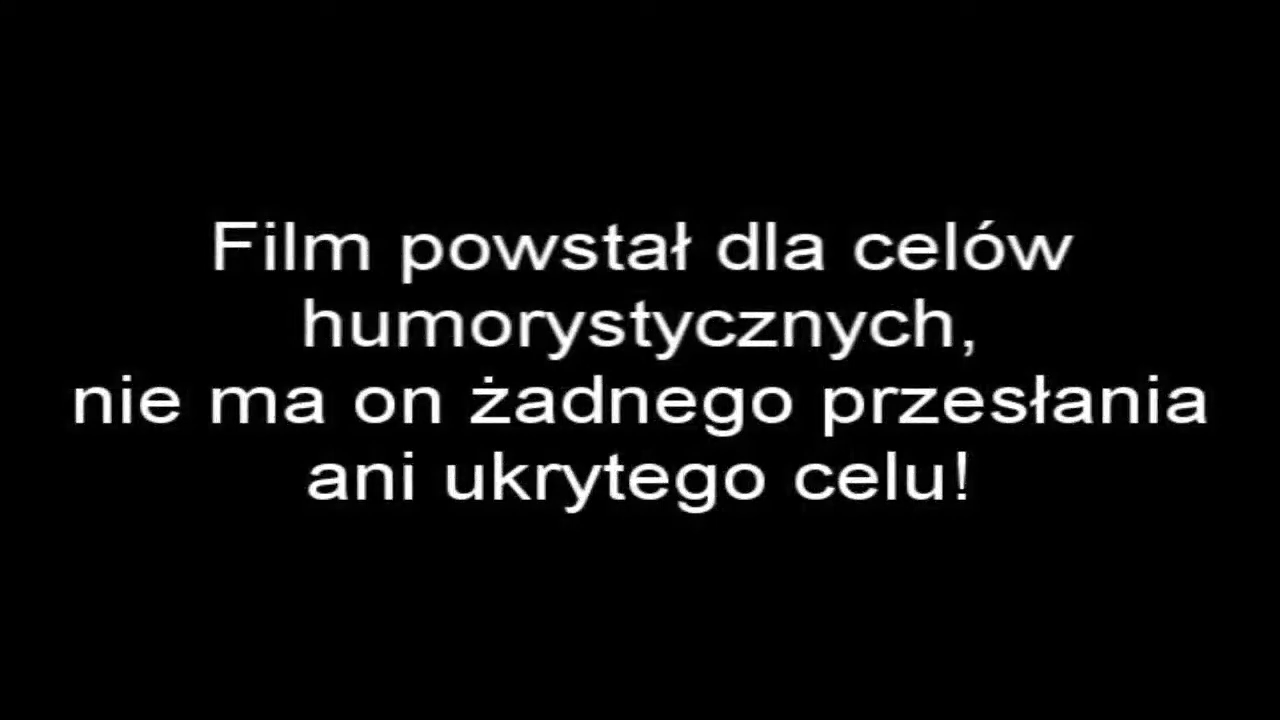 Film powstał dla celów
humorystycznych,
nie ma on żadnego przesłania
ani ukrytego celu!